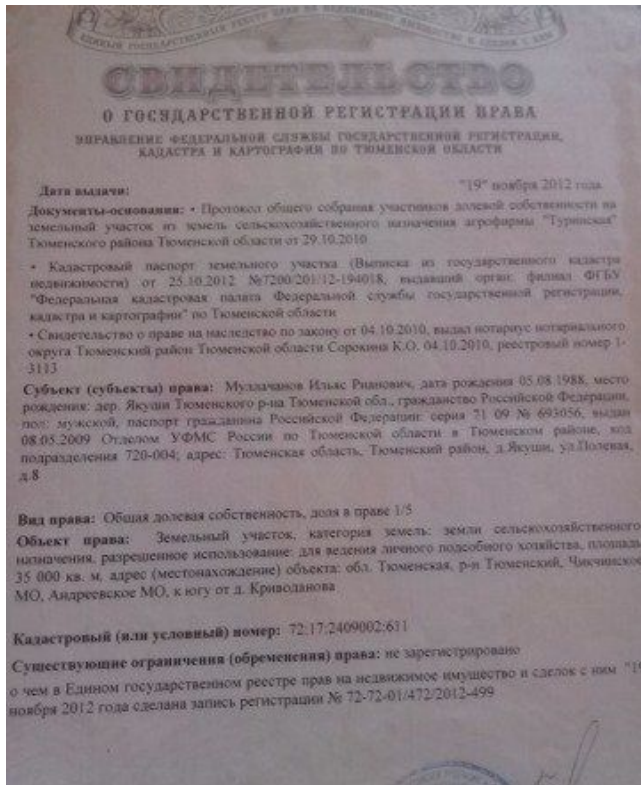 ЕДИНЫЙ ГОСУДАРСТВЕННЫЙ РЕЕСТР ПРАВ НА НЕДВИЖИМОЕ ИМУЩЕСТВО И СДЕЛОК С НИМ
СВИДЕТЕЛЬСТВО
О ГОСУДАРСТВЕННОЙ РЕГИСТРАЦИИ ПРАВА
УПРАВЛЕНИЕ ФЕДЕРАЛЬНОЙ СЛУЖБЫ ГОСУДАРСТВЕННОЙ РЕГИСТРАЦИИ,
КАДАСТРА И КАРТОГРАФИИ ПО ТЮМЕНСКОЙ ОБЛАСТИ
Дата выдачи: "19" ноября 2012 года
Документы-основания: • Протокол общего собрания участников долевой собственности на
земельный участок из земель сельскохозяйственного назначения агрофирмы "Туринская"
Тюменского района Тюменской области от 29.10.2010
• Кадастровый паспорт земельного участка (Выписка из государственного кадастра
недвижимости) от 25.10.2012 №7200/201/12-194018, выдавший орган: филиал ФГБУ
"Федеральная кадастровая палата Федеральной службы государственной регистрации,
кадастра и картографии" по Тюменской области
• Свидетельство о праве на наследство по закону от 04.10.2010, выдал нотариус нотариального
округа Тюменский район Тюменской области Сорокина К.О. 04.10.2010, реестровый номер 1-
3113
Субъект (субъекты) права: Муллачанов Ильяс Рианович, дата рождения 05.08.1988, место
рождения: дер. Якуши Тюменского р-на Тюменской обл., гражданство Российской Федерации,
пол: мужской, паспорт гражданина Российской Федерации: серия 71 09 № 693056, выдан
08.05.2009 Отделом УФМС России по Тюменской области в Тюменском районе, код
подразделения 720-004; адрес: Тюменская область, Тюменский район, д.Якуши, ул.Полевая,
д.8
Вид права: Общая долевая собственность, доля в праве 1/5
Объект права: Земельный участок, категория земель: земли сельскохозяйственного
назначения, разрешенное использование: для ведения личного подсобного хозяйства, площадь
35 000 кв. м, адрес (местонахождение) объекта: обл. Тюменская, р-н Тюменский, Чикчинское
МО, Андреевское МО, к югу от д. Криводанова
Кадастровый (или условный) номер: 72:17:2409002:611
Существующие ограничения (обременения) права: не зарегистрировано
о чем в Едином государственном реестре прав на недвижимое имущество и сделок с ним "19
ноября 2012 года сделана запись регистрации № 72-72-01/472/2012-499